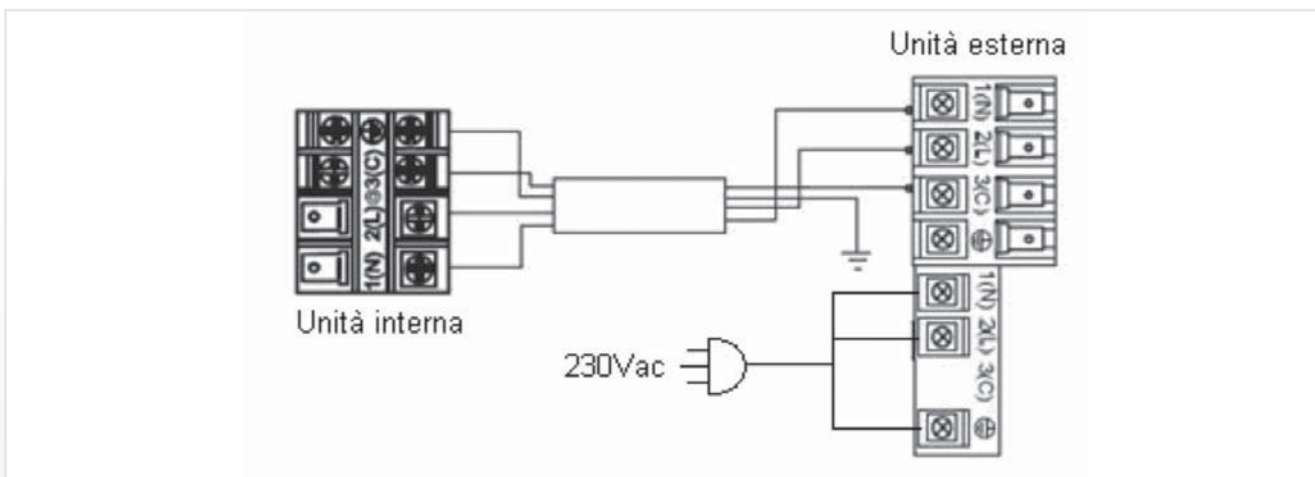 Unità esterna
1(N) 2(L) 3(C)
1(N) 2(L) 3(C)
Unità interna
1(N) 2(L) 3(C)
230Vac